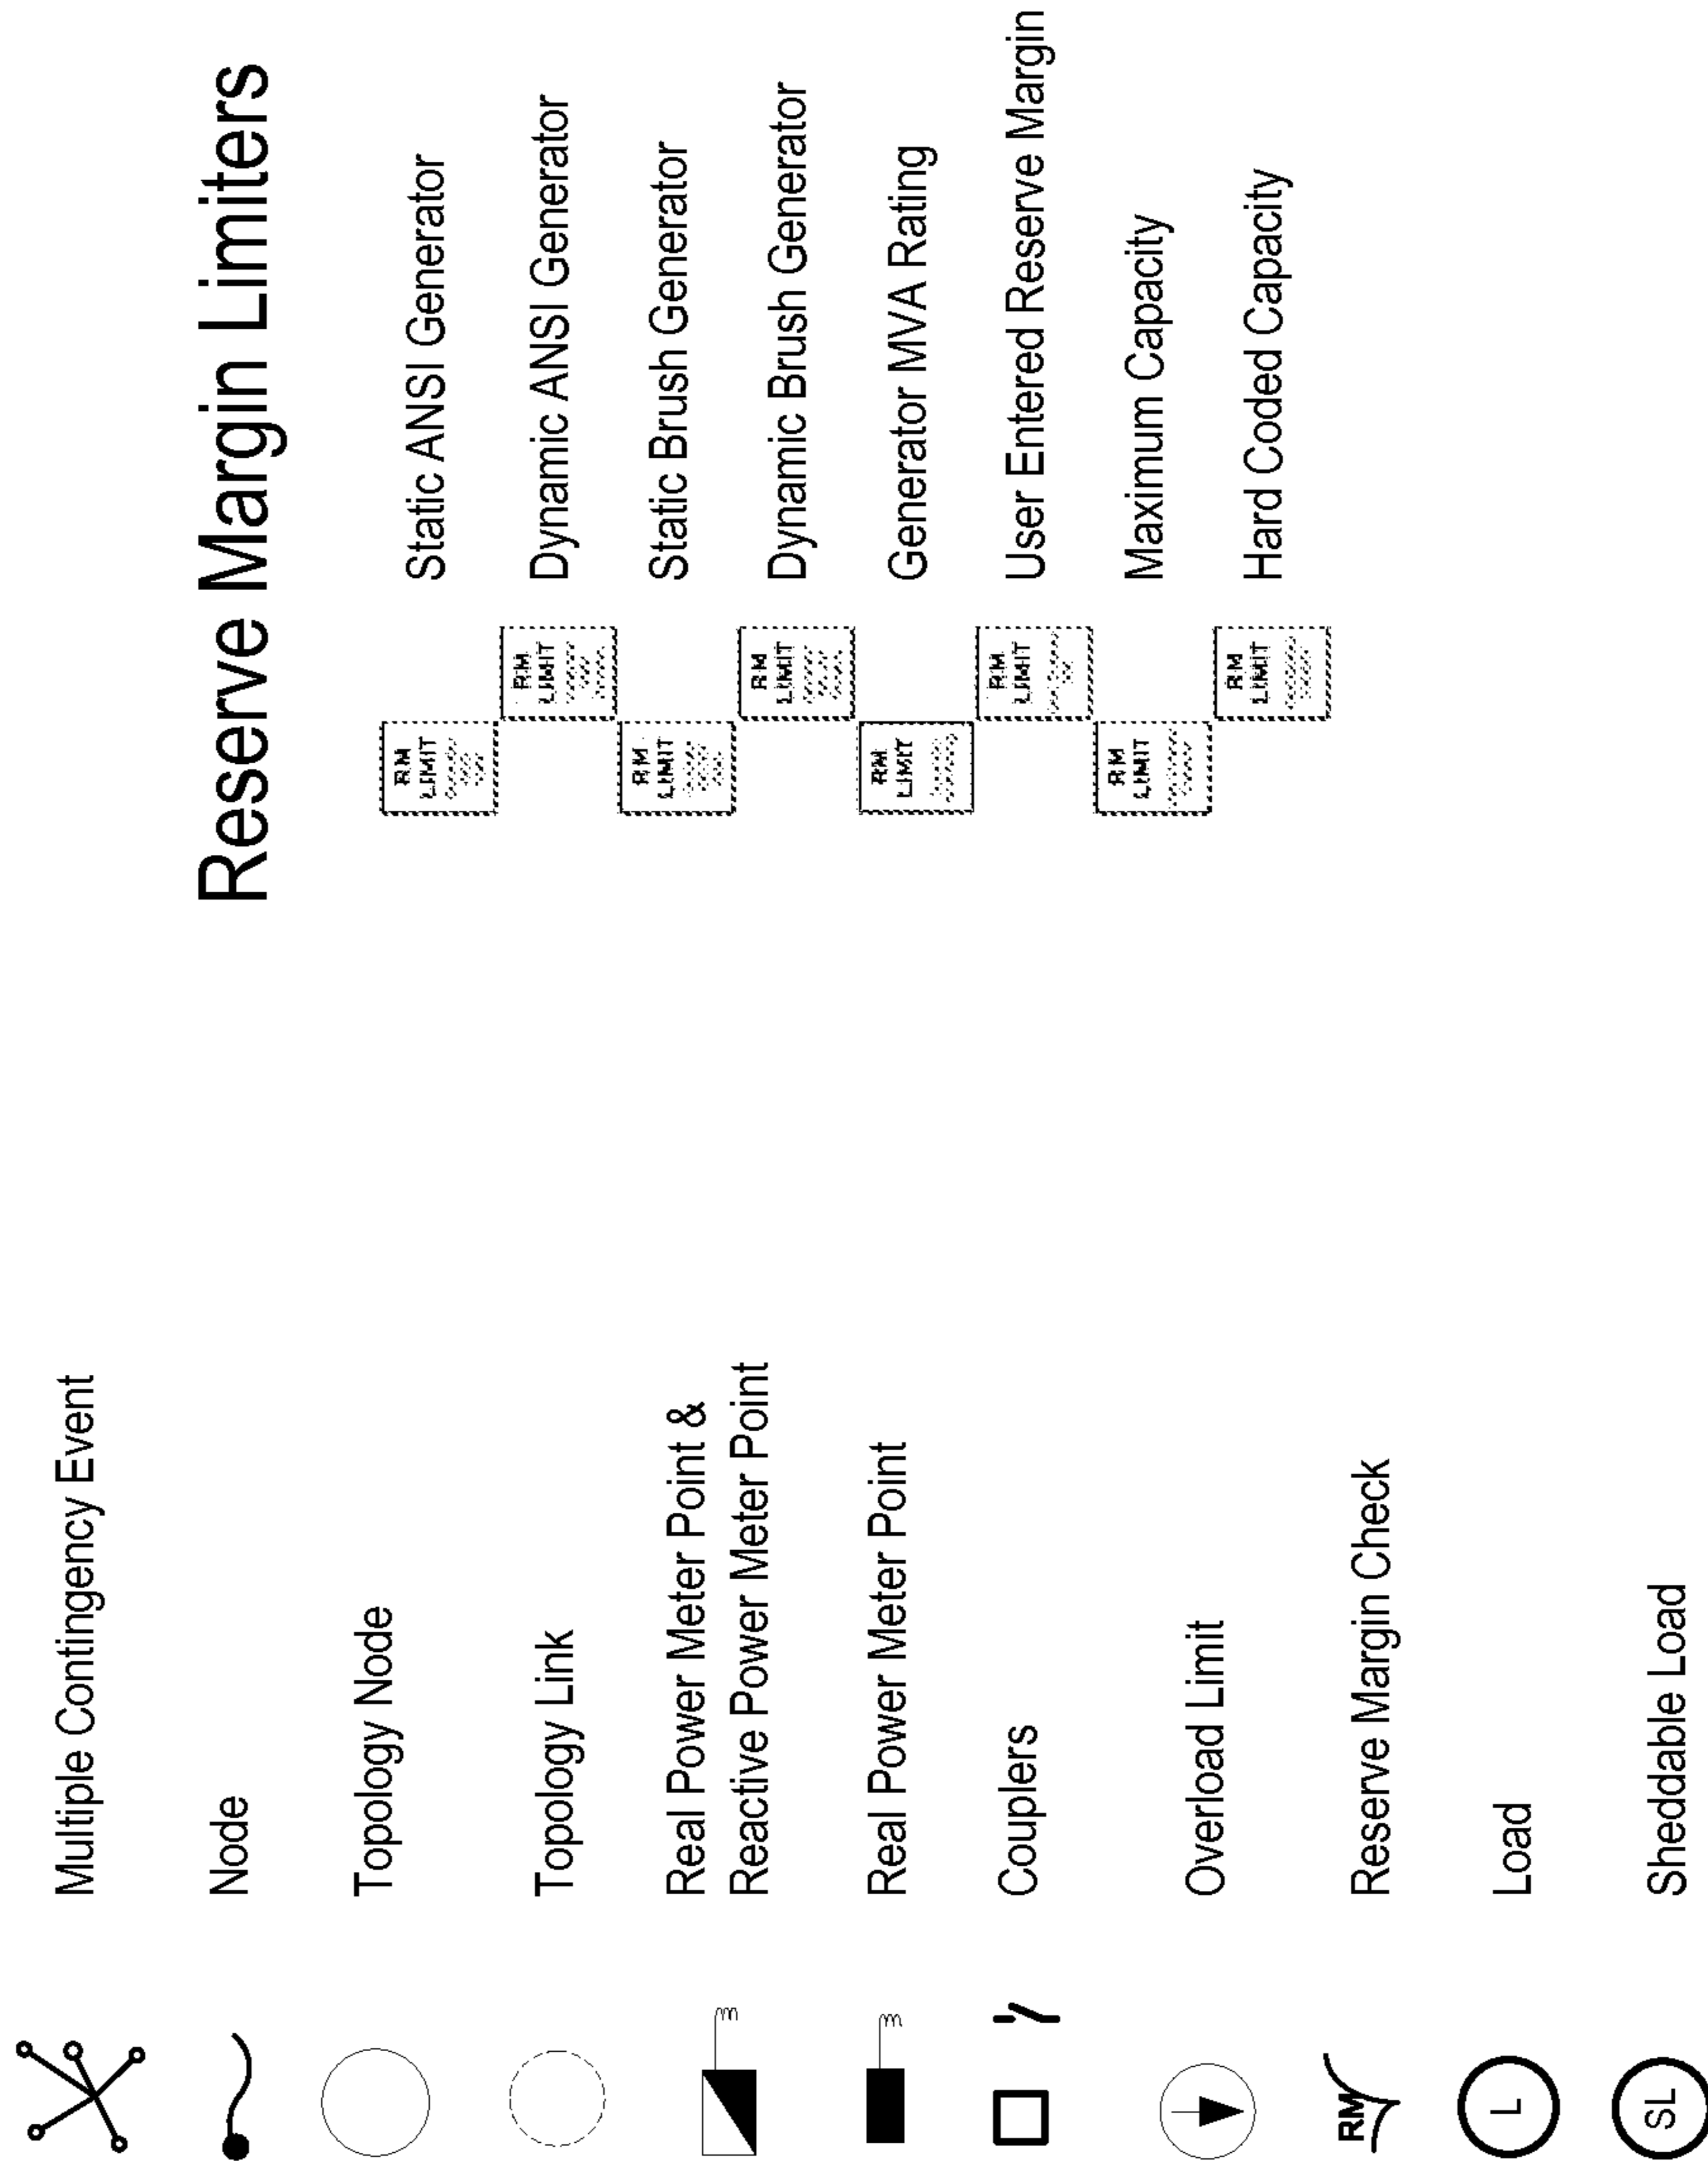 Multiple Contingency Event
Node
Topology Node
Topology Link
Real Power Meter Point &
Reactive Power Meter Point
Real Power Meter Point
Couplers
Overload Limit
RM
Reserve Margin Check
L
Load
SL
Sheddable Load
Reserve Margin Limiters
RM
LIMIT
Static ANSI Generator
RM
LIMIT
Dynamic ANSI Generator
RM
LIMIT
Static Brush Generator
RM
LIMIT
Dynamic Brush Generator
RM
LIMIT
Generator MVA Rating
RM
LIMIT
User Entered Reserve Margin
RM
LIMIT
Maximum Capacity
RM
LIMIT
Hard Coded Capacity